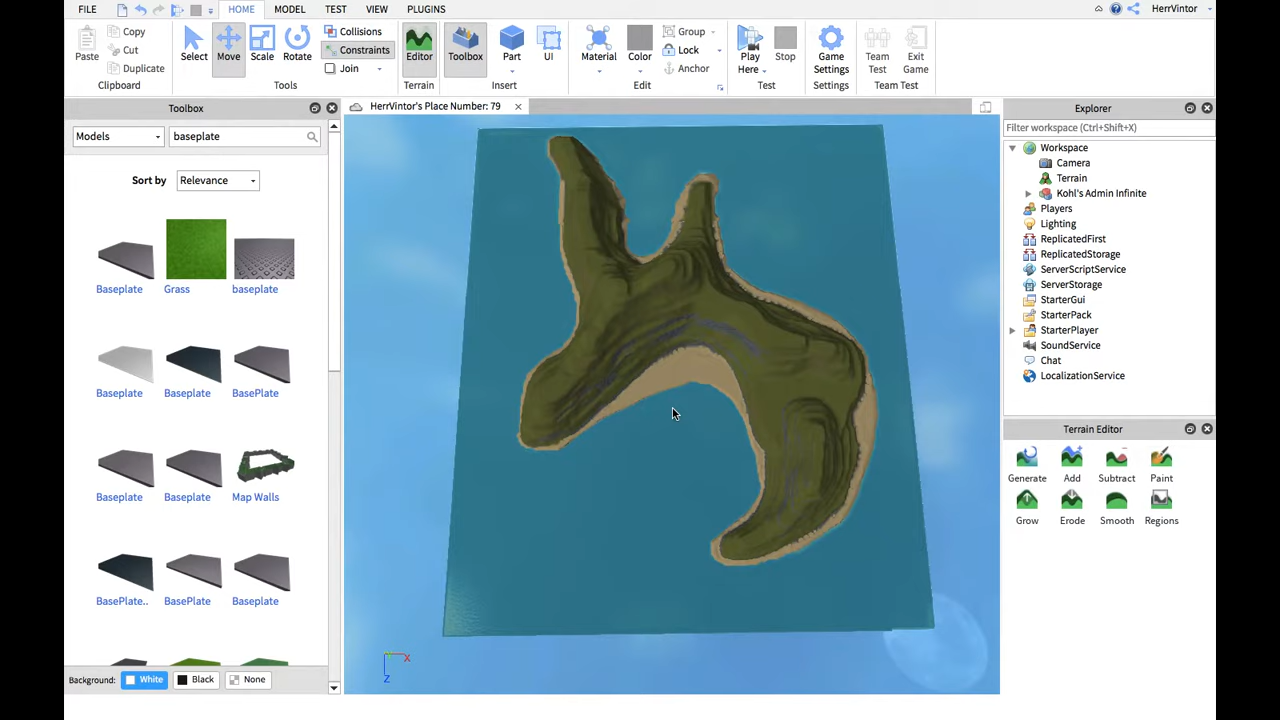 FILE HOME MODEL TEST VIEW PLUGINS HerrVintor
Paste Copy Cut Duplicate Select Move Scale Rotate Collisions Constraints Join Editor Toolbox Part UI Material Color Group Lock Anchor Play Here Stop Game Settings Team Test Exit Game
Clipboard Tools Terrain Insert Edit Test Settings Team Test
Toolbox
Models baseplate
Sort by Relevance
Baseplate Grass baseplate
Baseplate Baseplate BasePlate
Baseplate Baseplate Map Walls
BasePlate.. BasePlate Baseplate
Background: White Black None
HerrVintor's Place Number: 79
X
Z
Explorer
Filter workspace (Ctrl+Shift+X)
Workspace
Camera
Terrain
Kohl's Admin Infinite
Players
Lighting
ReplicatedFirst
ReplicatedStorage
ServerScriptService
ServerStorage
StarterGui
StarterPack
StarterPlayer
SoundService
Chat
LocalizationService
Terrain Editor
Generate Add Subtract Paint
Grow Erode Smooth Regions